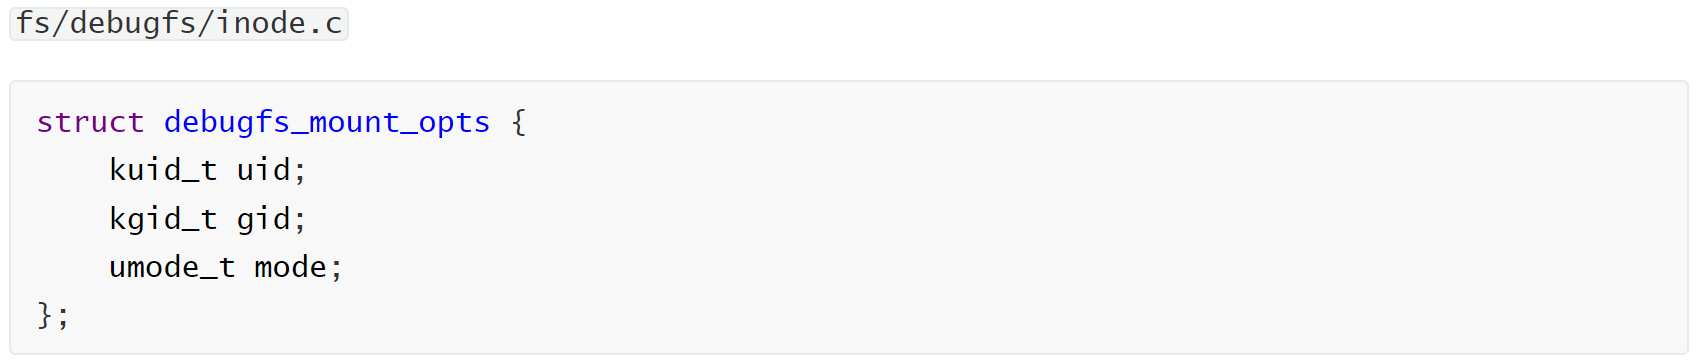 fs/debugfs/inode.c
struct debugfs_mount_opts {
    kuid_t uid;
    kgid_t gid;
    umode_t mode;
};